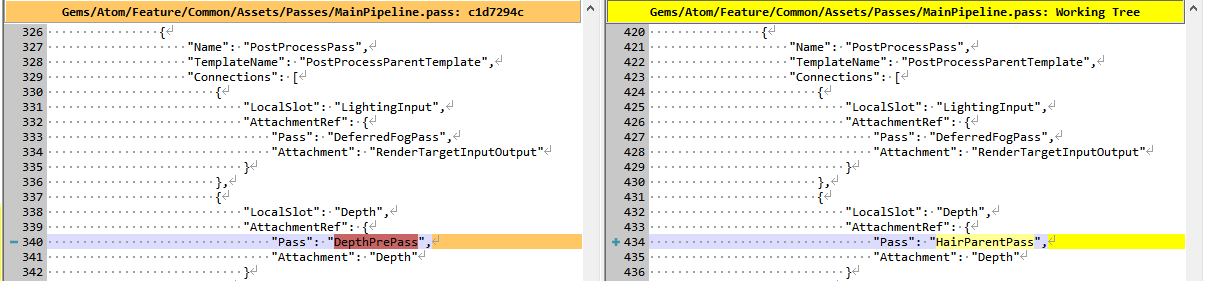 Gems/Atom/Feature/Common/Assets/Passes/MainPipeline.pass: c1d7294c
326 {
327 "Name": "PostProcessPass",
328 "TemplateName": "PostProcessParentTemplate",
329 "Connections": [
330 {
331 "LocalSlot": "LightingInput",
332 "AttachmentRef": {
333 "Pass": "DeferredFogPass",
334 "Attachment": "RenderTargetInputOutput"
335 }
336 },
337 {
338 "LocalSlot": "Depth",
339 "AttachmentRef": {
340 "Pass": "DepthPrePass",
341 "Attachment": "Depth"
342 }
Gems/Atom/Feature/Common/Assets/Passes/MainPipeline.pass: Working Tree
420 {
421 "Name": "PostProcessPass",
422 "TemplateName": "PostProcessParentTemplate",
423 "Connections": [
424 {
425 "LocalSlot": "LightingInput",
426 "AttachmentRef": {
427 "Pass": "DeferredFogPass",
428 "Attachment": "RenderTargetInputOutput"
429 }
430 },
431 {
432 "LocalSlot": "Depth",
433 "AttachmentRef": {
434 "Pass": "HairParentPass",
435 "Attachment": "Depth"
436 }